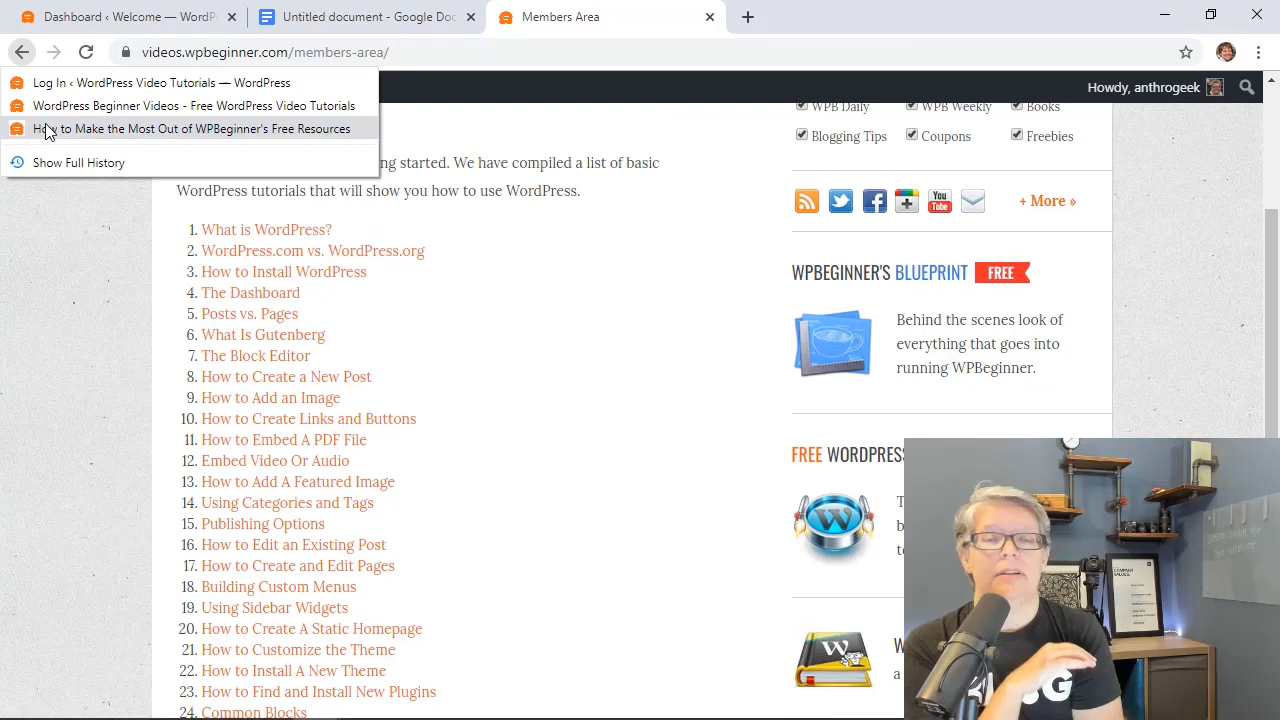 Dashboard ‹ Welcome — WordP
Untitled document - Google Doc
Members Area
videos.wpbeginner.com/members-area/
Log In ‹ WordPress Video Tutorials — WordPress
WordPress Beginner Videos - Free WordPress Video Tutorials
How to Make the Most Out of WPBeginner's Free Resources
Show Full History
Howdy, anthrogeek
ng started. We have compiled a list of basic
WordPress tutorials that will show you how to use WordPress.
1. What is WordPress?
2. WordPress.com vs. WordPress.org
3. How to Install WordPress
4. The Dashboard
5. Posts vs. Pages
6. What Is Gutenberg
7. The Block Editor
8. How to Create a New Post
9. How to Add an Image
10. How to Create Links and Buttons
11. How to Embed A PDF File
12. Embed Video Or Audio
13. How to Add A Featured Image
14. Using Categories and Tags
15. Publishing Options
16. How to Edit an Existing Post
17. How to Create and Edit Pages
18. Building Custom Menus
19. Using Sidebar Widgets
20. How to Create A Static Homepage
21. How to Customize the Theme
22. How to Install A New Theme
23. How to Find and Install New Plugins
24. Common Blocks
WPB Daily WPB Weekly Books
Blogging Tips Coupons Freebies
You Tube
+ More »
WPBEGINNER'S BLUEPRINT FREE
Behind the scenes look of
everything that goes into
running WPBeginner.
FREE WORDPRESS
W
COMPANY
VALUES.